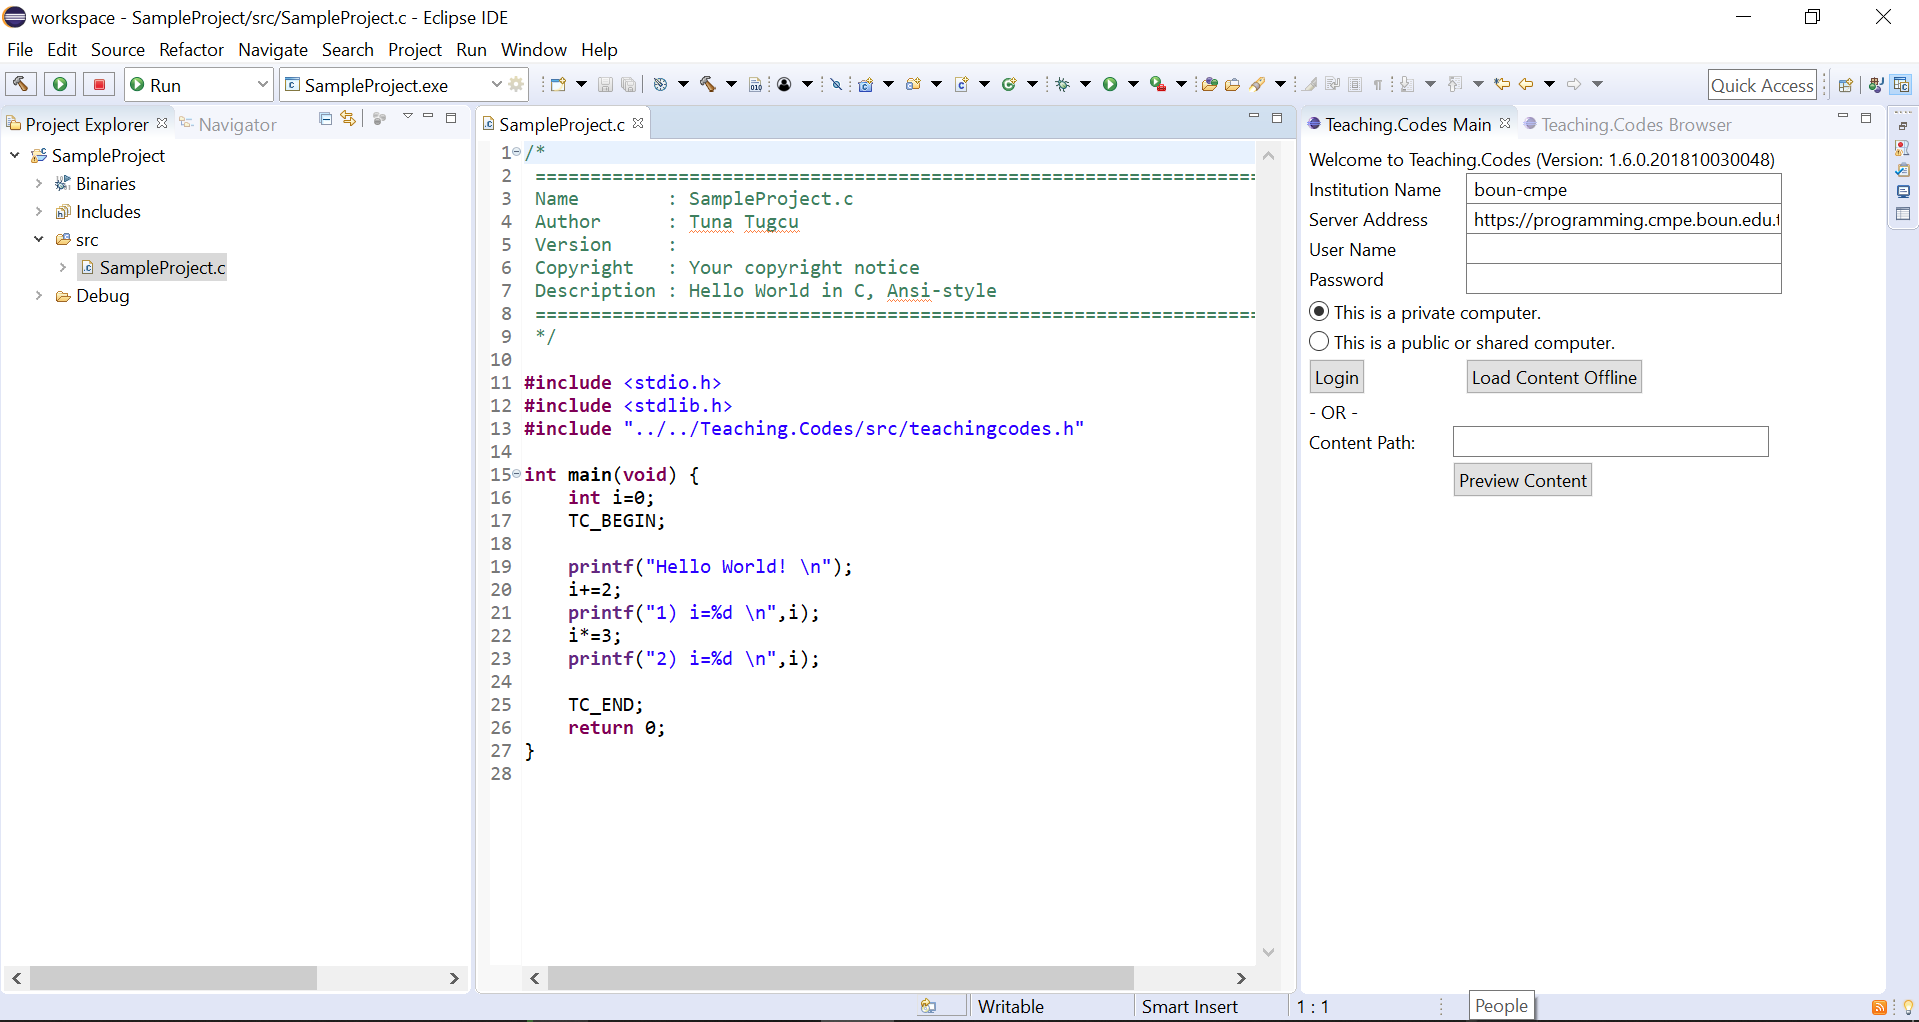 workspace - SampleProject/src/SampleProject.c - Eclipse IDE
File Edit Source Refactor Navigate Search Project Run Window Help
Run
SampleProject.exe
Quick Access
Project Explorer
Navigator
SampleProject
Binaries
Includes
src
SampleProject.c
Debug
SampleProject.c
1 /*
2 ==================================================================
3 Name        : SampleProject.c
4 Author      : Tuna Tugcu
5 Version     :
6 Copyright   : Your copyright notice
7 Description : Hello World in C, Ansi-style
8 ==================================================================
9 */
10
11 #include <stdio.h>
12 #include <stdlib.h>
13 #include "../../Teaching.Codes/src/teachingcodes.h"
14
15 int main(void) {
16     int i=0;
17     TC_BEGIN;
18
19     printf("Hello World! \n");
20     i+=2;
21     printf("1) i=%d \n",i);
22     i*=3;
23     printf("2) i=%d \n",i);
24
25     TC_END;
26     return 0;
27 }
28
Teaching.Codes Main
Teaching.Codes Browser
Welcome to Teaching.Codes (Version: 1.6.0.201810030048)
Institution Name boun-cmpe
Server Address https://programming.cmpe.boun.edu.t
User Name
Password
This is a private computer.
This is a public or shared computer.
Login
Load Content Offline
- OR -
Content Path:
Preview Content
Writable
Smart Insert
1 : 1
People